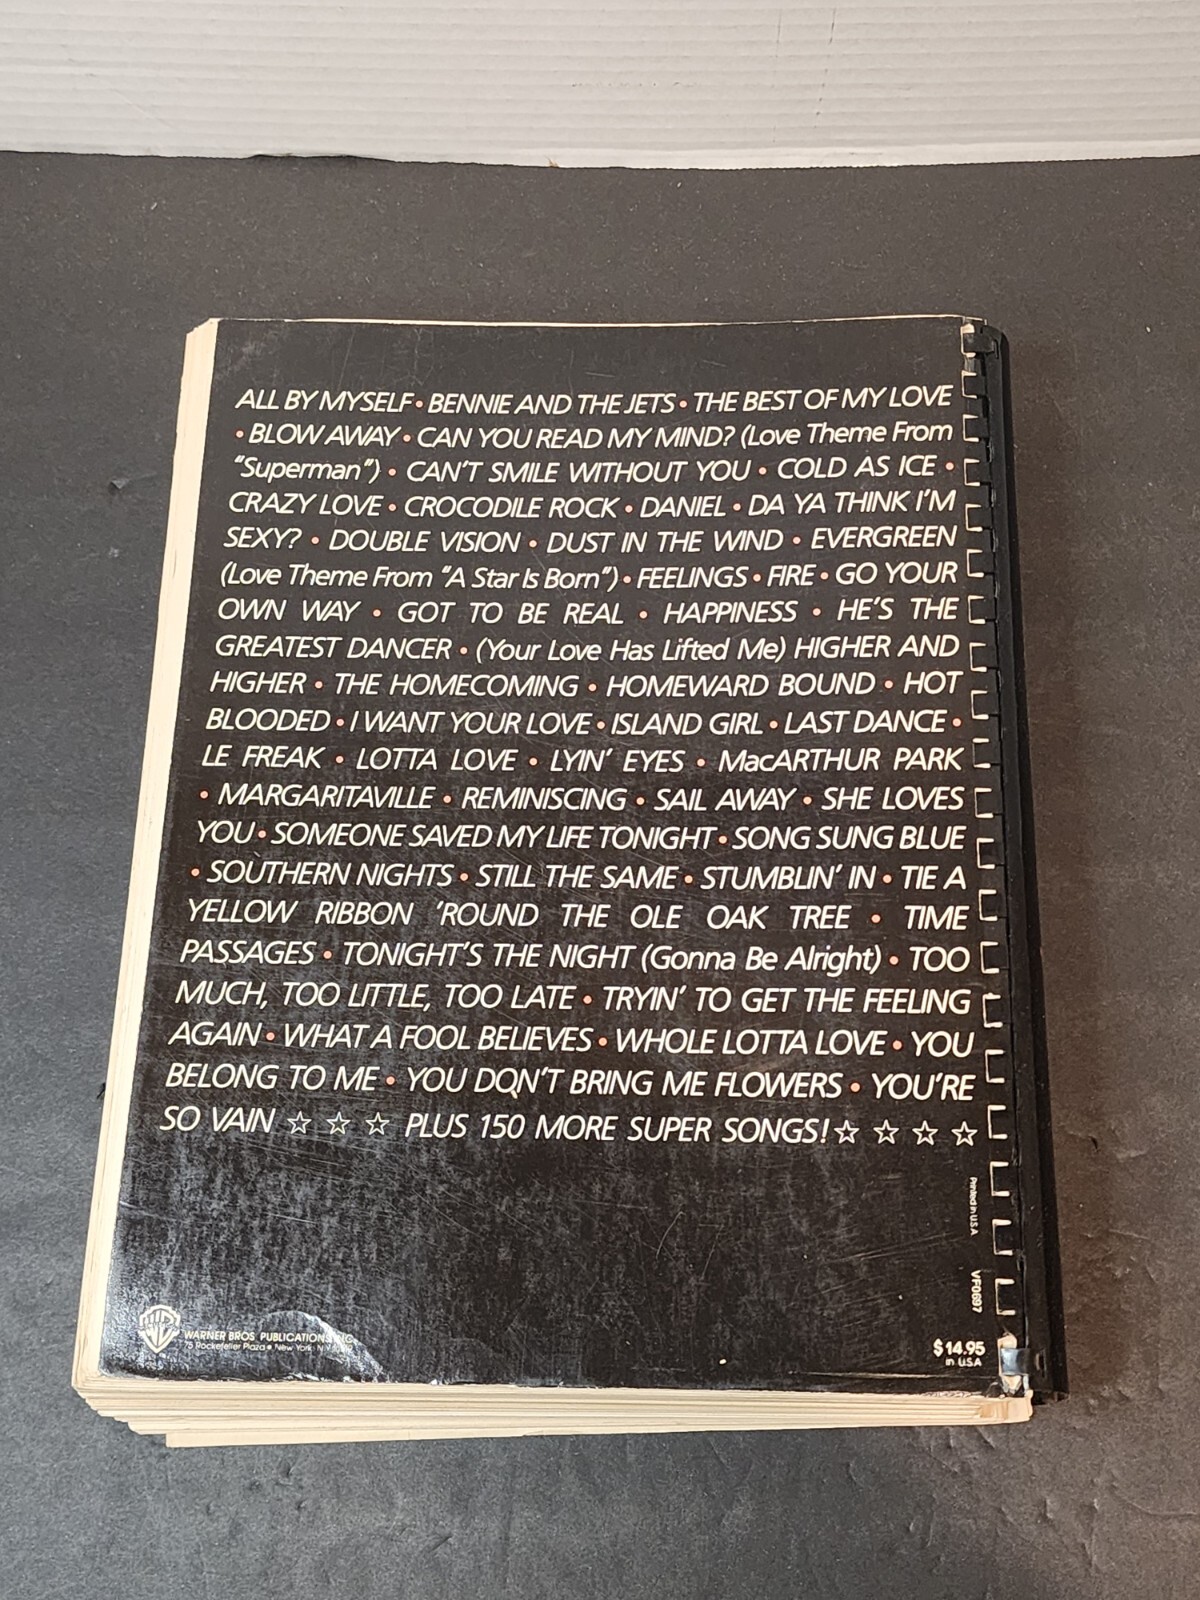 ALL BY MYSELF • BENNIE AND THE JETS • THE BEST OF MY LOVE
• BLOW AWAY • CAN YOU READ MY MIND? (Love Theme From
"Superman") • CAN'T SMILE WITHOUT YOU • COLD AS ICE •
CRAZY LOVE • CROCODILE ROCK • DANIEL • DA YA THINK I'M
SEXY? • DOUBLE VISION • DUST IN THE WIND • EVERGREEN
(Love Theme From "A Star Is Born") • FEELINGS • FIRE • GO YOUR
OWN WAY • GOT TO BE REAL • HAPPINESS • HE'S THE
GREATEST DANCER • (Your Love Has Lifted Me) HIGHER AND
HIGHER • THE HOMECOMING • HOMEWARD BOUND • HOT
BLOODED • I WANT YOUR LOVE • ISLAND GIRL • LAST DANCE •
LE FREAK • LOTTA LOVE • LYIN' EYES • MacARTHUR PARK
• MARGARITAVILLE • REMINISCING • SAIL AWAY • SHE LOVES
YOU • SOMEONE SAVED MY LIFE TONIGHT • SONG SUNG BLUE
• SOUTHERN NIGHTS • STILL THE SAME • STUMBLIN' IN • TIE A
YELLOW RIBBON 'ROUND THE OLE OAK TREE • TIME
PASSAGES • TONIGHT'S THE NIGHT (Gonna Be Alright) • TOO
MUCH, TOO LITTLE, TOO LATE • TRYIN' TO GET THE FEELING
AGAIN • WHAT A FOOL BELIEVES • WHOLE LOTTA LOVE • YOU
BELONG TO ME • YOU DON'T BRING ME FLOWERS • YOU'RE
SO VAIN ☆ ☆ ☆ PLUS 150 MORE SUPER SONGS! ☆ ☆ ☆ ☆
Printed in U.S.A
VF0697
WARNER BROS. PUBLICATIONS INC.
75 Rockefeller Plaza • New York, N.Y.
$14.95
in U.S.A